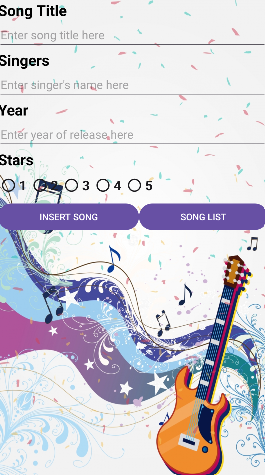 Song Title
Enter song title here
Singers
Enter singer's name here
Year
Enter year of release,here
Stars
1 2 3 4 5
INSERT SONG SONG LIST